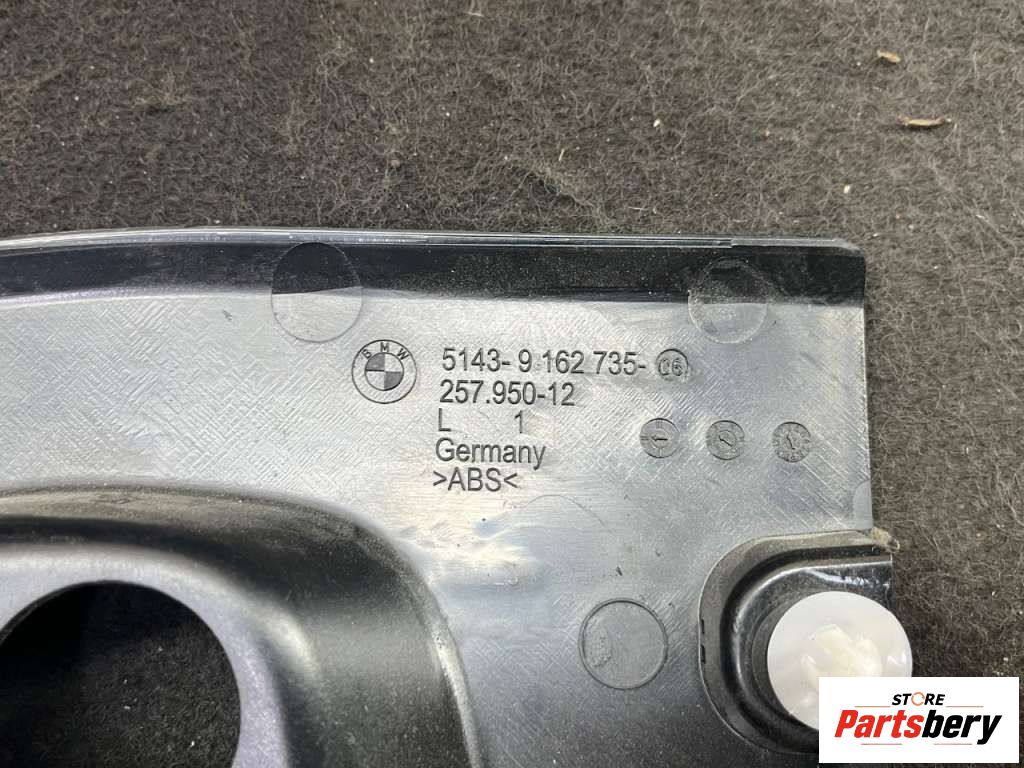 BMW
5143- 9 162 735- 06
257.950-12
L 1
Germany
>ABS<
STORE
Partsbery